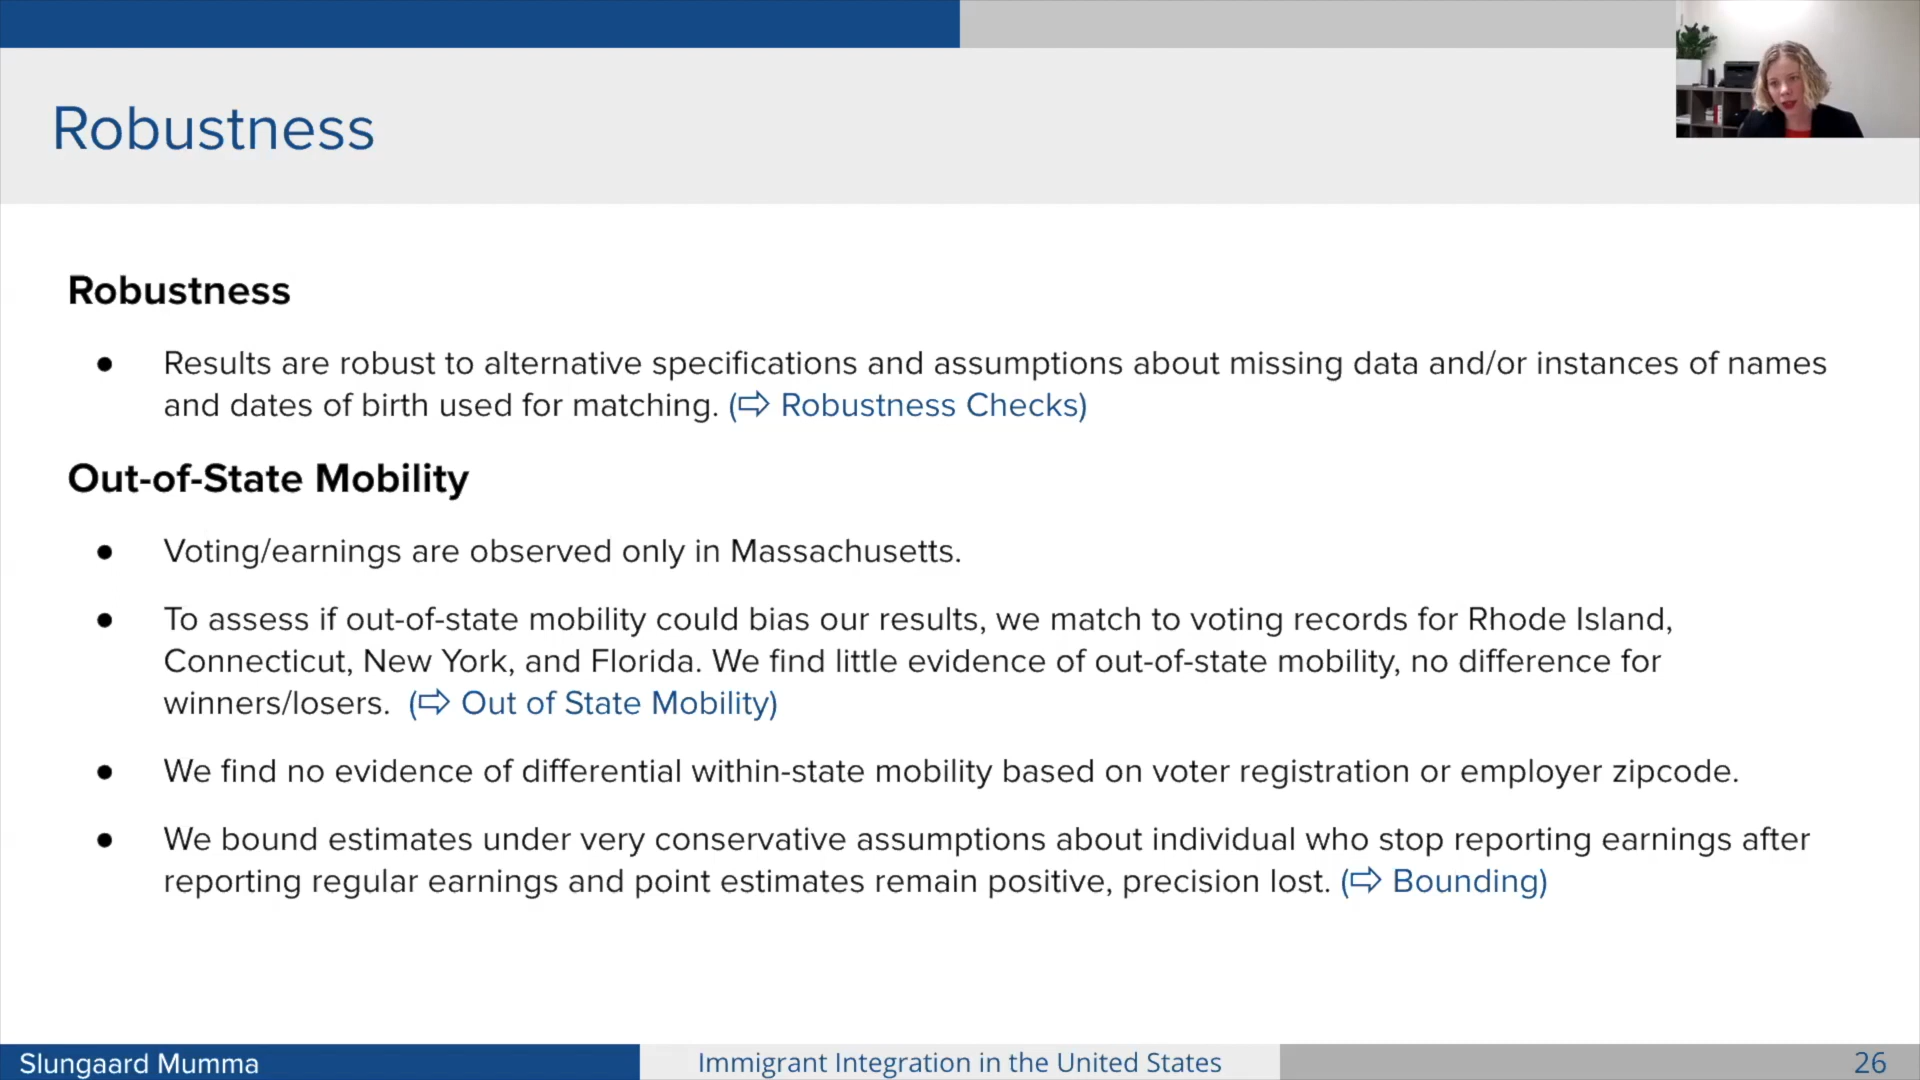 Robustness
Robustness
● Results are robust to alternative specifications and assumptions about missing data and/or instances of names
and dates of birth used for matching. (⇨ Robustness Checks)
Out-of-State Mobility
● Voting/earnings are observed only in Massachusetts.
● To assess if out-of-state mobility could bias our results, we match to voting records for Rhode Island,
Connecticut, New York, and Florida. We find little evidence of out-of-state mobility, no difference for
winners/losers. (⇨ Out of State Mobility)
● We find no evidence of differential within-state mobility based on voter registration or employer zipcode.
● We bound estimates under very conservative assumptions about individual who stop reporting earnings after
reporting regular earnings and point estimates remain positive, precision lost. (⇨ Bounding)
Slungaard Mumma
Immigrant Integration in the United States
26